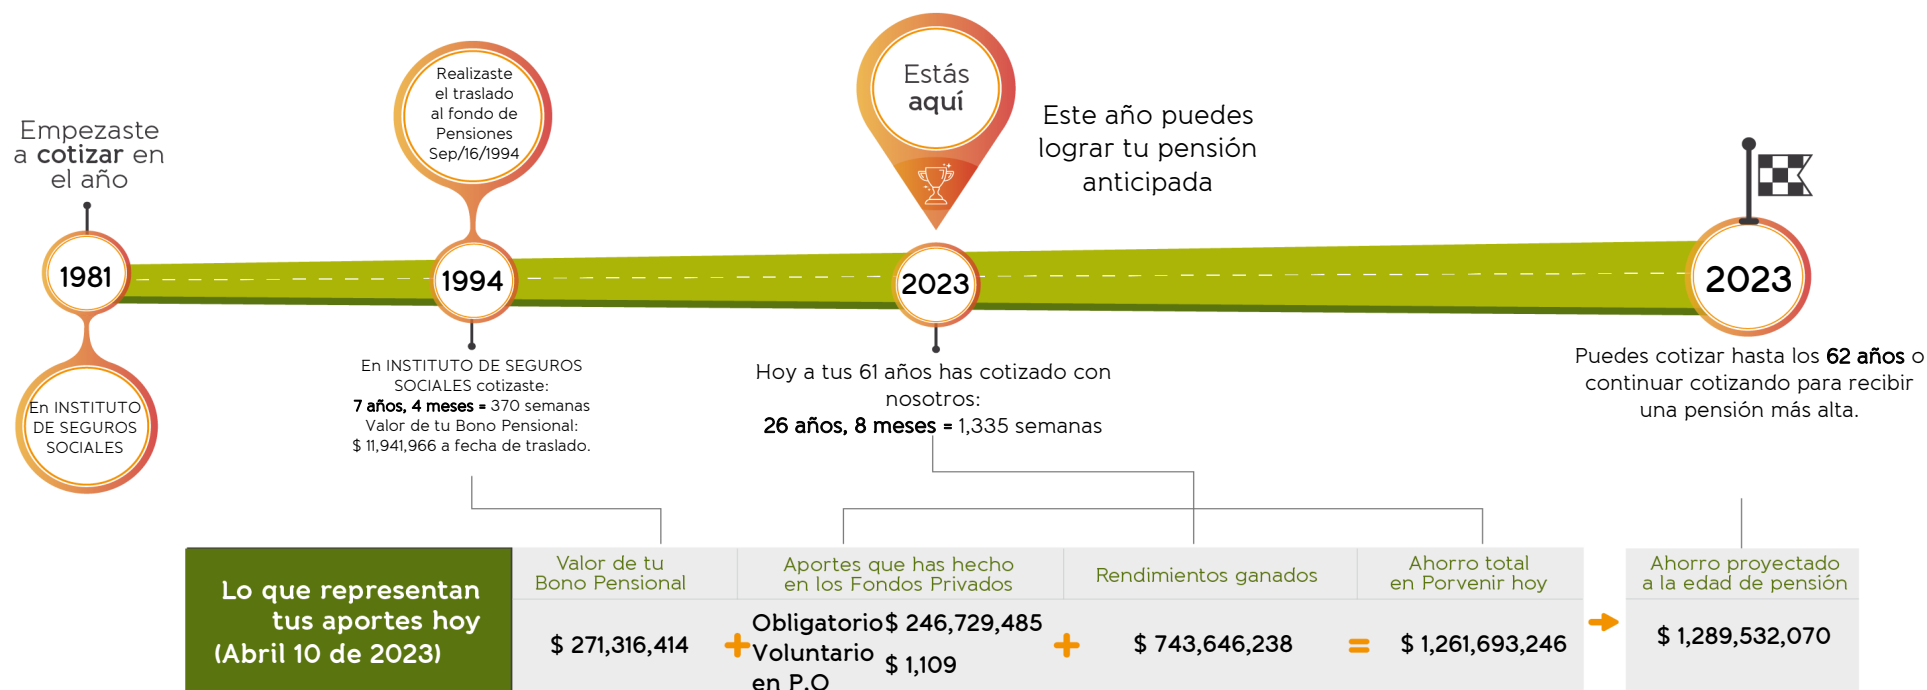 Empezaste
a cotizar en
el año
1981
En INSTITUTO
DE SEGUROS
SOCIALES
Realizaste
el traslado
al fondo de
Pensiones
Sep/16/1994
1994
En INSTITUTO DE SEGUROS
SOCIALES cotizaste:
7 años, 4 meses = 370 semanas
Valor de tu Bono Pensional:
$ 11,941,966 a fecha de traslado.
Estás
aquí
Este año puedes
lograr tu pensión
anticipada
2023
Hoy a tus 61 años has cotizado con
nosotros:
26 años, 8 meses = 1,335 semanas
2023
Puedes cotizar hasta los 62 años o
continuar cotizando para recibir
una pensión más alta.
Lo que representan
tus aportes hoy
(Abril 10 de 2023)
Valor de tu
Bono Pensional
$ 271,316,414
+
Aportes que has hecho
en los Fondos Privados
Obligatorio $ 246,729,485
Voluntario
en P.O
$ 1,109
+
Rendimientos ganados
$ 743,646,238
=
Ahorro total
en Porvenir hoy
$ 1,261,693,246
Ahorro proyectado
a la edad de pensión
$ 1,289,532,070